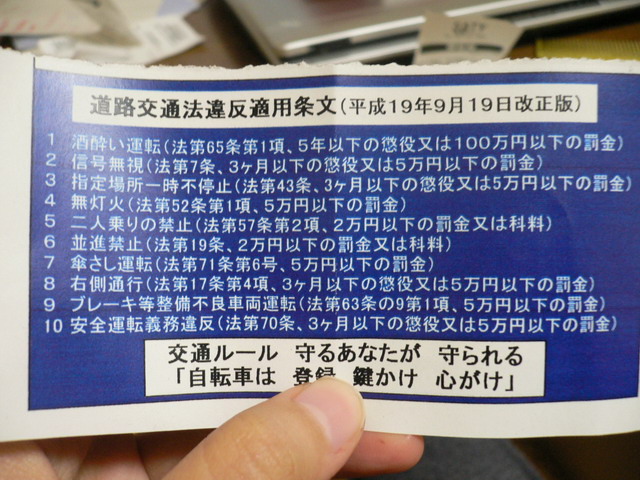 道路交通法違反適用条文(平成19年9月19日改正版)
1 酒酔い運転(法第65条第1項、5年以下の懲役又は100万円以下の罰金)
2 信号無視(法第7条、3ヶ月以下の懲役又は5万円以下の罰金)
3 指定場所一時不停止(法第43条、3ヶ月以下の懲役又は5万円以下の罰金)
4 無灯火(法第52条第1項、5万円以下の罰金)
5 二人乗りの禁止(法第57条第2項、2万円以下の罰金又は科料)
6 並進禁止(法第19条、2万円以下の罰金又は科料)
7 傘さし運転(法第71条第6号、5万円以下の罰金)
8 右側通行(法第17条第4項、3ヶ月以下の懲役又は5万円以下の罰金)
9 ブレーキ等整備不良車両運転(法第63条の9第1項、5万円以下の罰金)
10 安全運転義務違反(法第70条、3ヶ月以下の懲役又は5万円以下の罰金)
交通ルール 守るあなたが 守られる
「自転車は 登録 鍵かけ 心がけ」